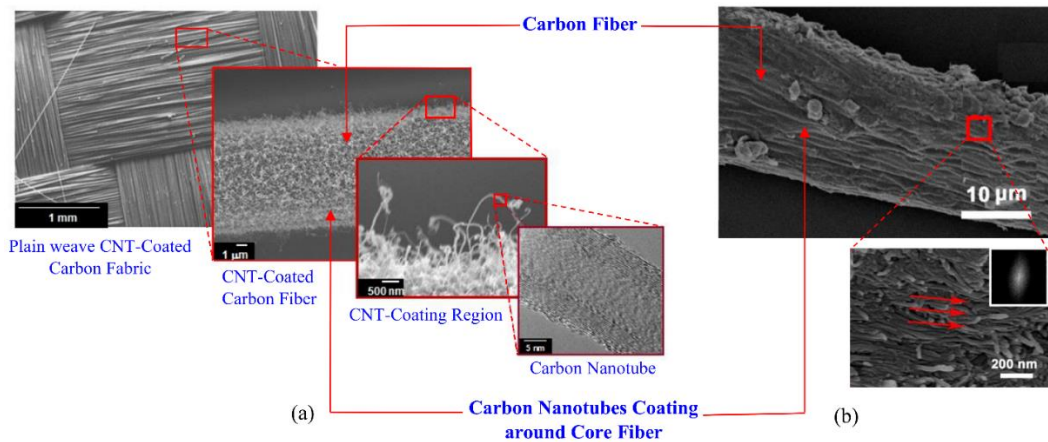 Carbon Fiber
1 mm
Plain weave CNT-Coated
Carbon Fabric
1 μm
CNT-Coated
Carbon Fiber
500 nm
CNT-Coating Region
5 nm
Carbon Nanotube
10 μm
200 nm
(a)
Carbon Nanotubes Coating
around Core Fiber
(b)